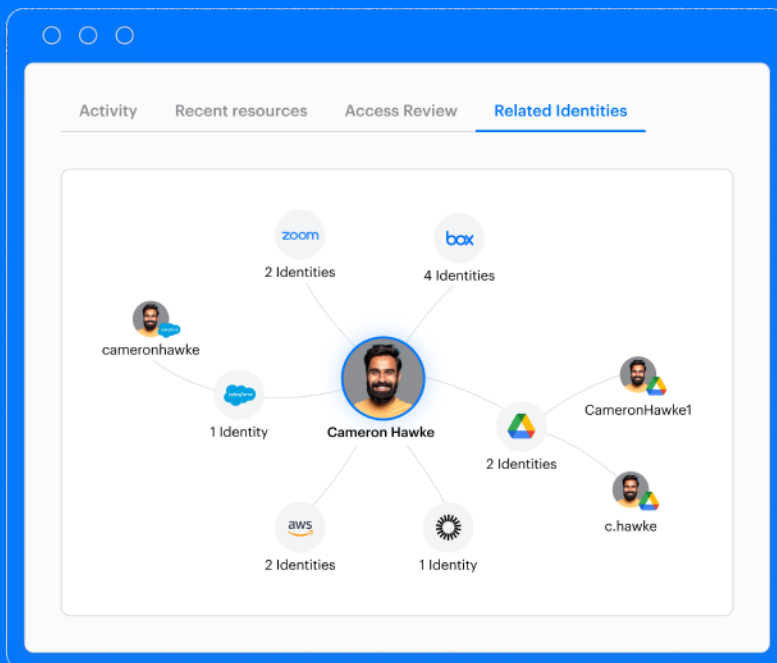 Activity Recent resources Access Review Related Identities
zoom
2 Identities
box
4 Identities
cameronhawke
salesforce
1 Identity
Cameron Hawke
CameronHawke1
2 Identities
c.hawke
aws
2 Identities
1 Identity